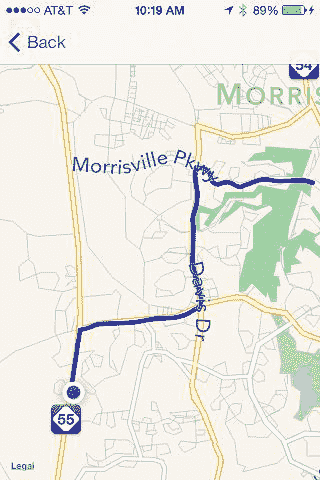 AT&T 10:19 AM 89%
Back
54
MORRIS
Morrisville Pkwy
Davis Dr
55
Legal